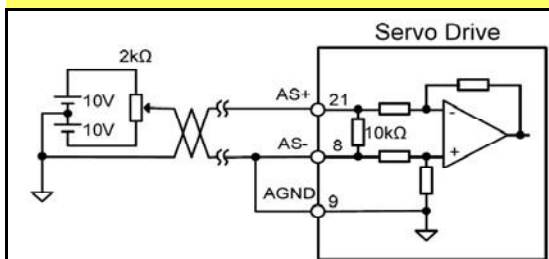 Servo Drive
2kΩ
10V
10V
AS+
21
10kΩ
AS-
8
AGND
9
-
+